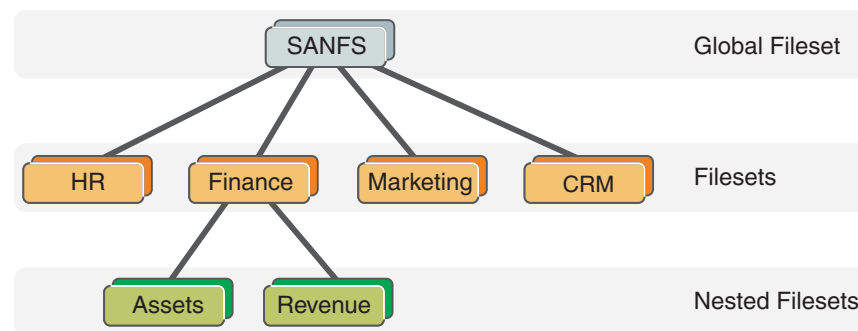 SANFS
Global Fileset
HR
Finance
Marketing
CRM
Filesets
Assets
Revenue
Nested Filesets